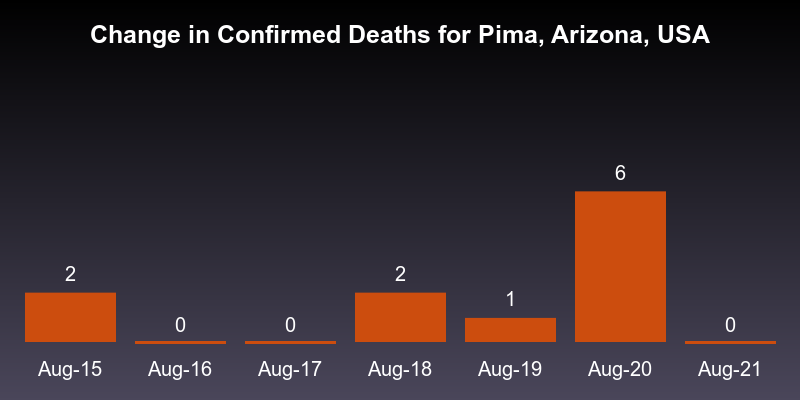 Change in Confirmed Deaths for Pima, Arizona, USA
2 0 0 2 1 6 0
Aug-15 Aug-16 Aug-17 Aug-18 Aug-19 Aug-20 Aug-21